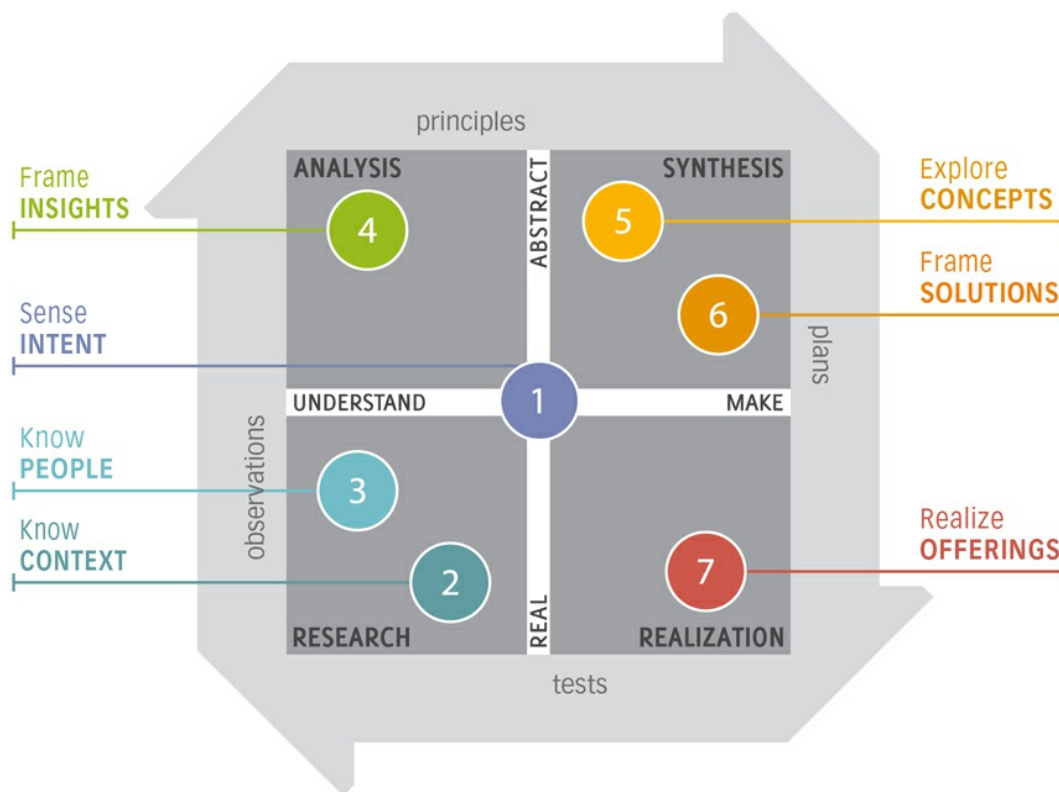 principles
ANALYSIS
SYNTHESIS
Frame
INSIGHTS
4
ABSTRACT
5
Explore
CONCEPTS
Frame
SOLUTIONS
6
Sense
INTENT
plans
UNDERSTAND
1
MAKE
Know
PEOPLE
3
observations
Know
CONTEXT
2
Realize
OFFERINGS
7
REAL
RESEARCH
REALIZATION
tests